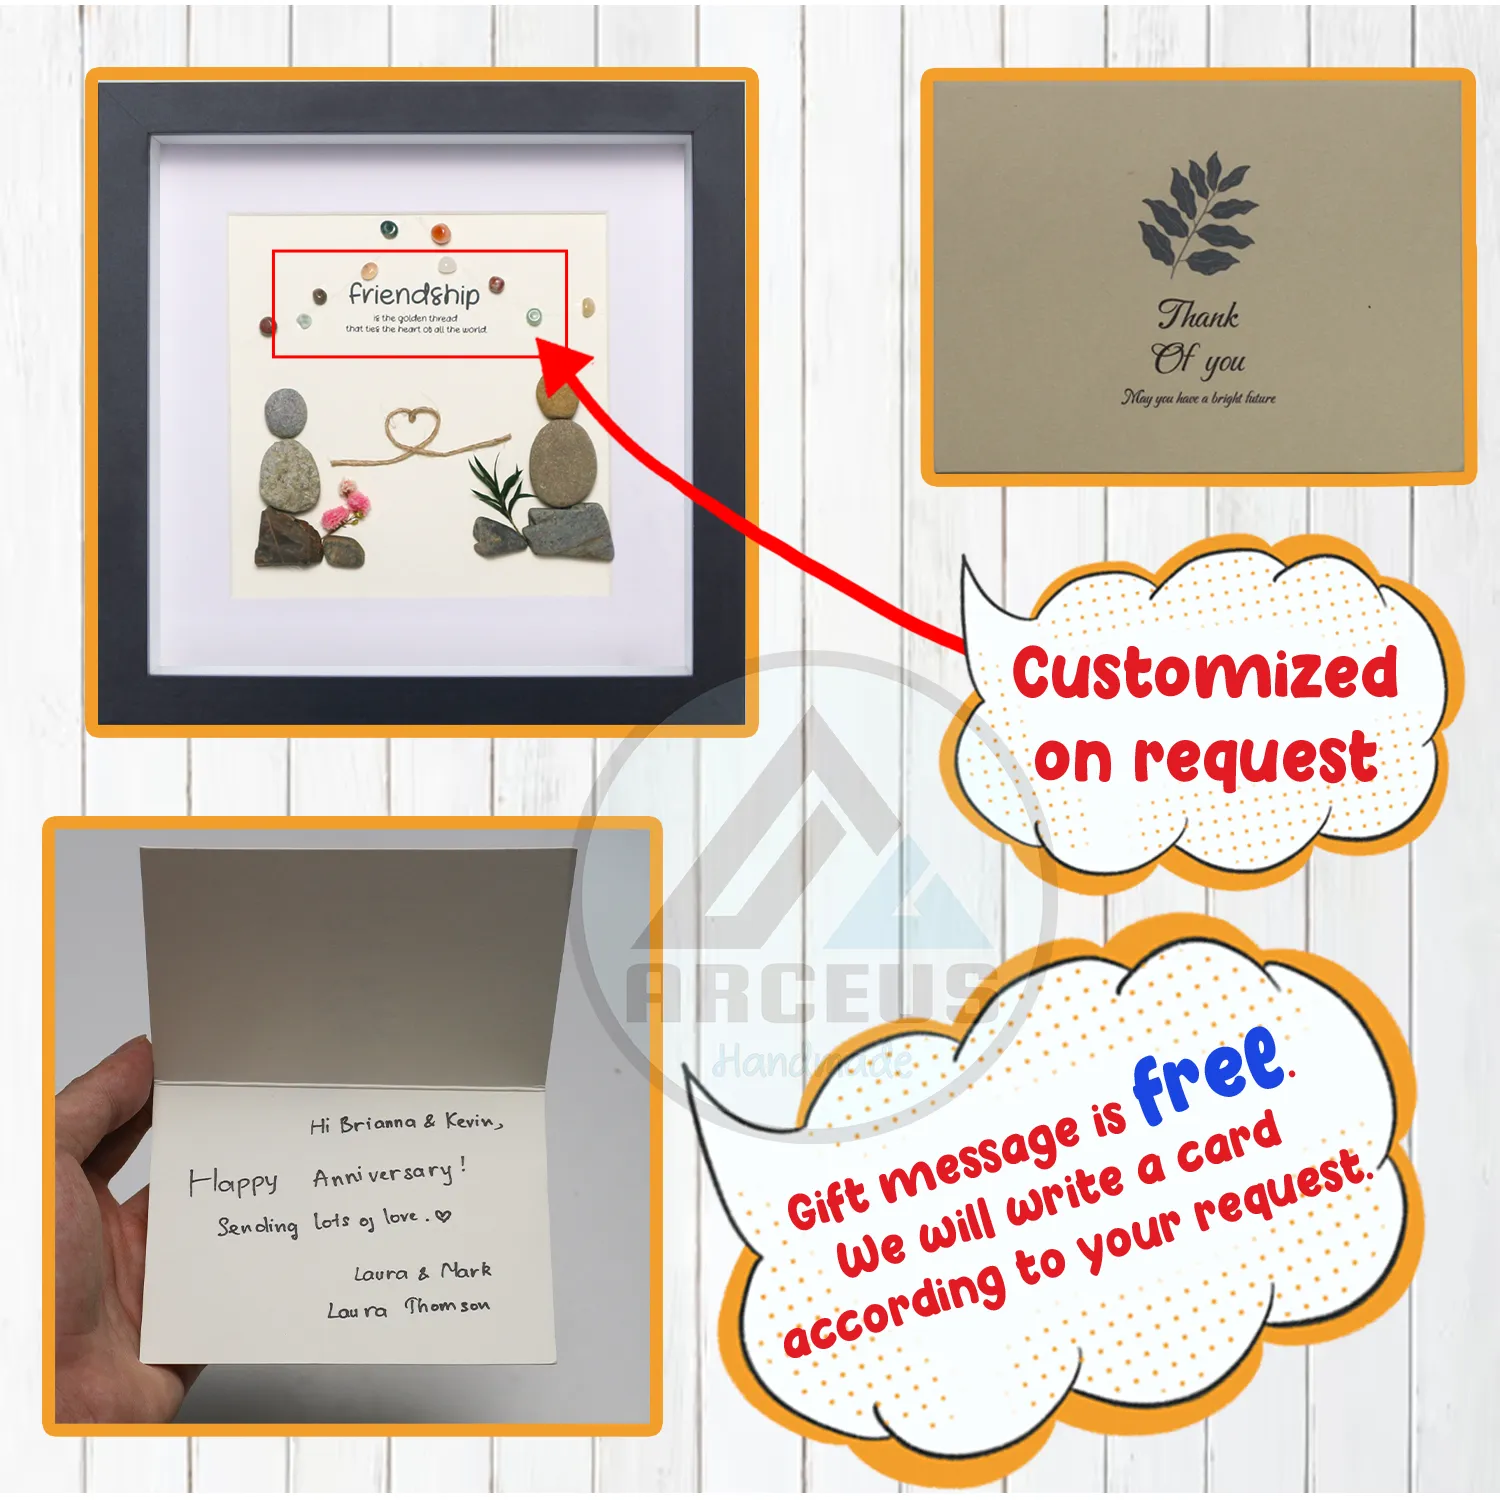 friendship
is the golden thread
that ties the heart of all the world.
Thank
Of you
May you have a bright future
Customized
on request
ARCEUS
Handmade
Hi Brianna & Kevin,
Happy Anniversary!
Sending lots of love. ♡
Laura & Mark
Laura Thomson
Gift message is free.
We will write a card
according to your request.